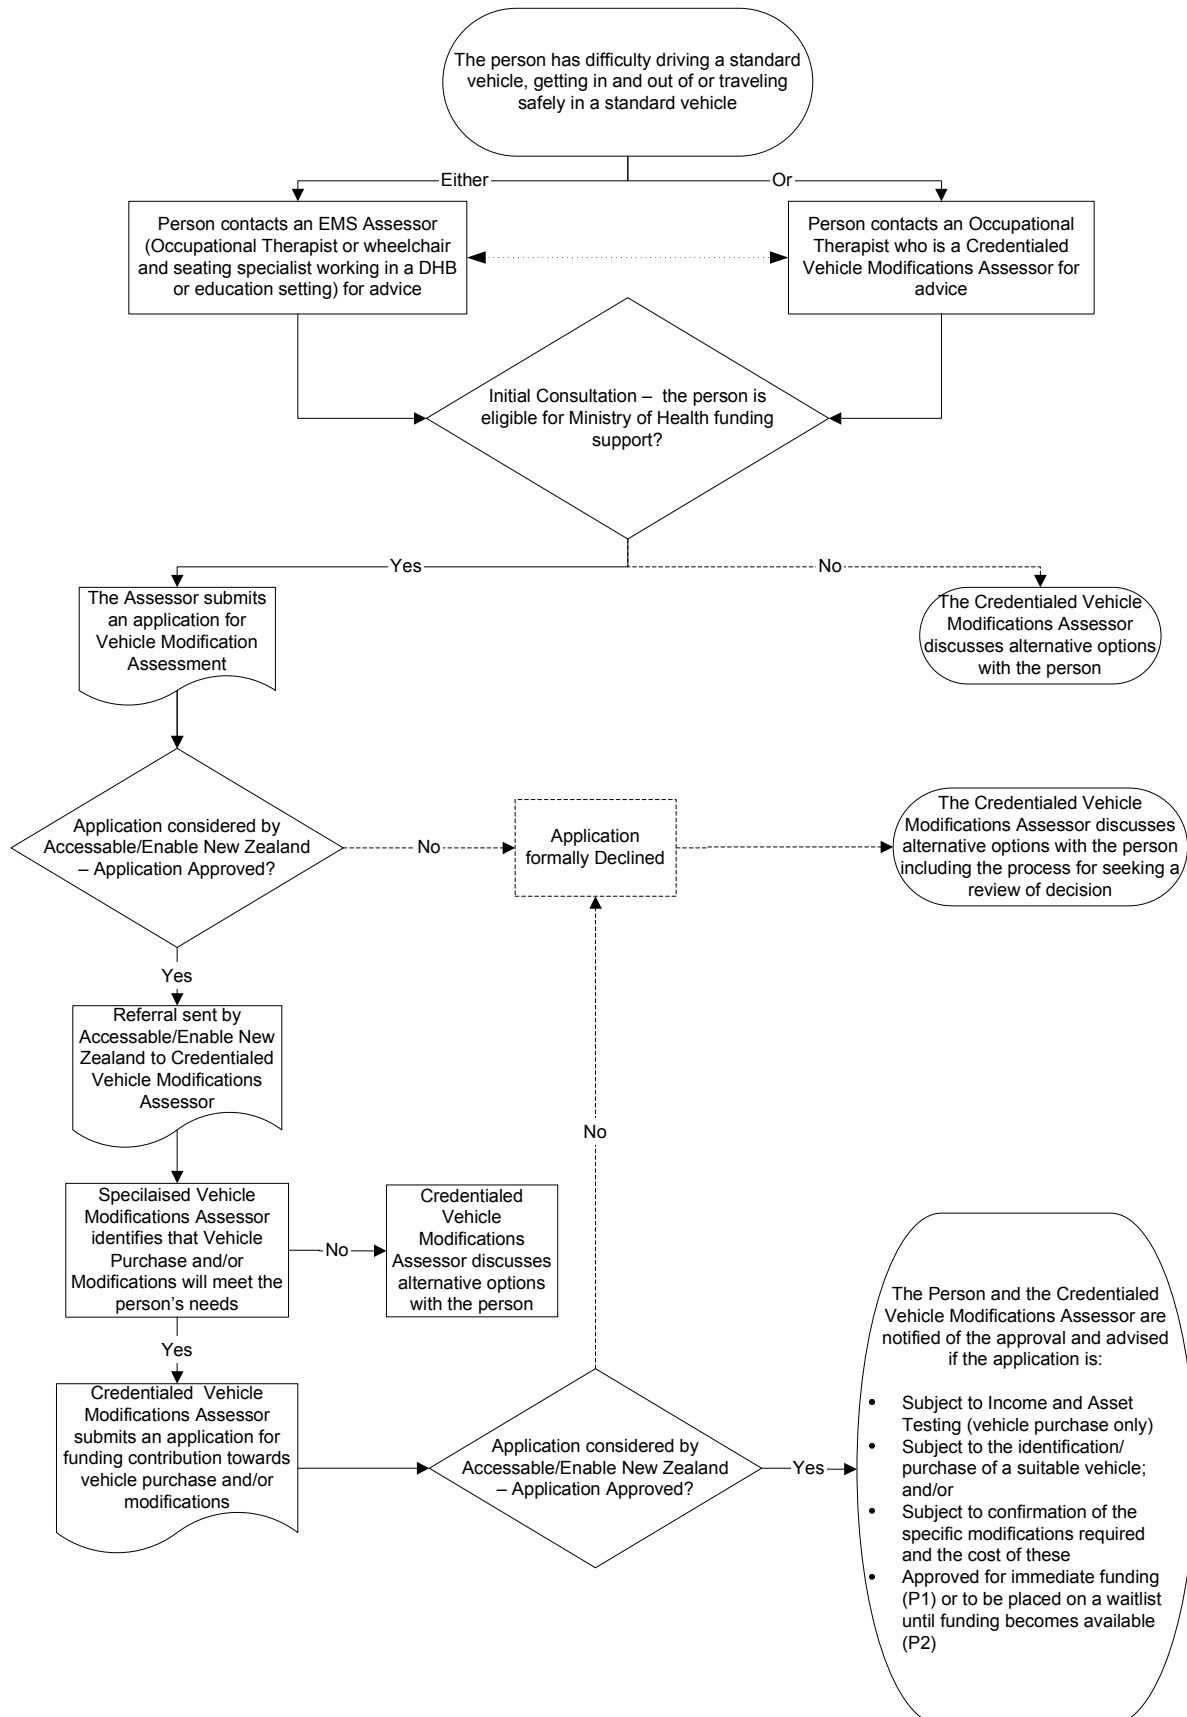 The person has difficulty driving a standard
vehicle, getting in and out of or traveling
safely in a standard vehicle
Either
Or
Person contacts an EMS Assessor
(Occupational Therapist or wheelchair
and seating specialist working in a DHB
or education setting) for advice
Person contacts an Occupational
Therapist who is a Credentialed
Vehicle Modifications Assessor for
advice
Initial Consultation – the person is
eligible for Ministry of Health funding
support?
Yes
No
The Assessor submits
an application for
Vehicle Modification
Assessment
The Credentialed Vehicle
Modifications Assessor
discusses alternative options
with the person
Application considered by
Accessable/Enable New Zealand
– Application Approved?
No
Application
formally Declined
The Credentialed Vehicle
Modifications Assessor discusses
alternative options with the person
including the process for seeking a
review of decision
Yes
Referral sent by
Accessable/Enable New
Zealand to Credentialed
Vehicle Modifications
Assessor
No
Specilaised Vehicle
Modifications Assessor
identifies that Vehicle
Purchase and/or
Modifications will meet the
person's needs
No
Credentialed
Vehicle
Modifications
Assessor discusses
alternative options
with the person
Yes
Credentialed Vehicle
Modifications Assessor
submits an application for
funding contribution towards
vehicle purchase and/or
modifications
Application considered by
Accessable/Enable New Zealand
– Application Approved?
Yes
The Person and the Credentialed
Vehicle Modifications Assessor are
notified of the approval and advised
if the application is:
• Subject to Income and Asset
Testing (vehicle purchase only)
• Subject to the identification/
purchase of a suitable vehicle;
and/or
• Subject to confirmation of the
specific modifications required
and the cost of these
• Approved for immediate funding
(P1) or to be placed on a waitlist
until funding becomes available
(P2)